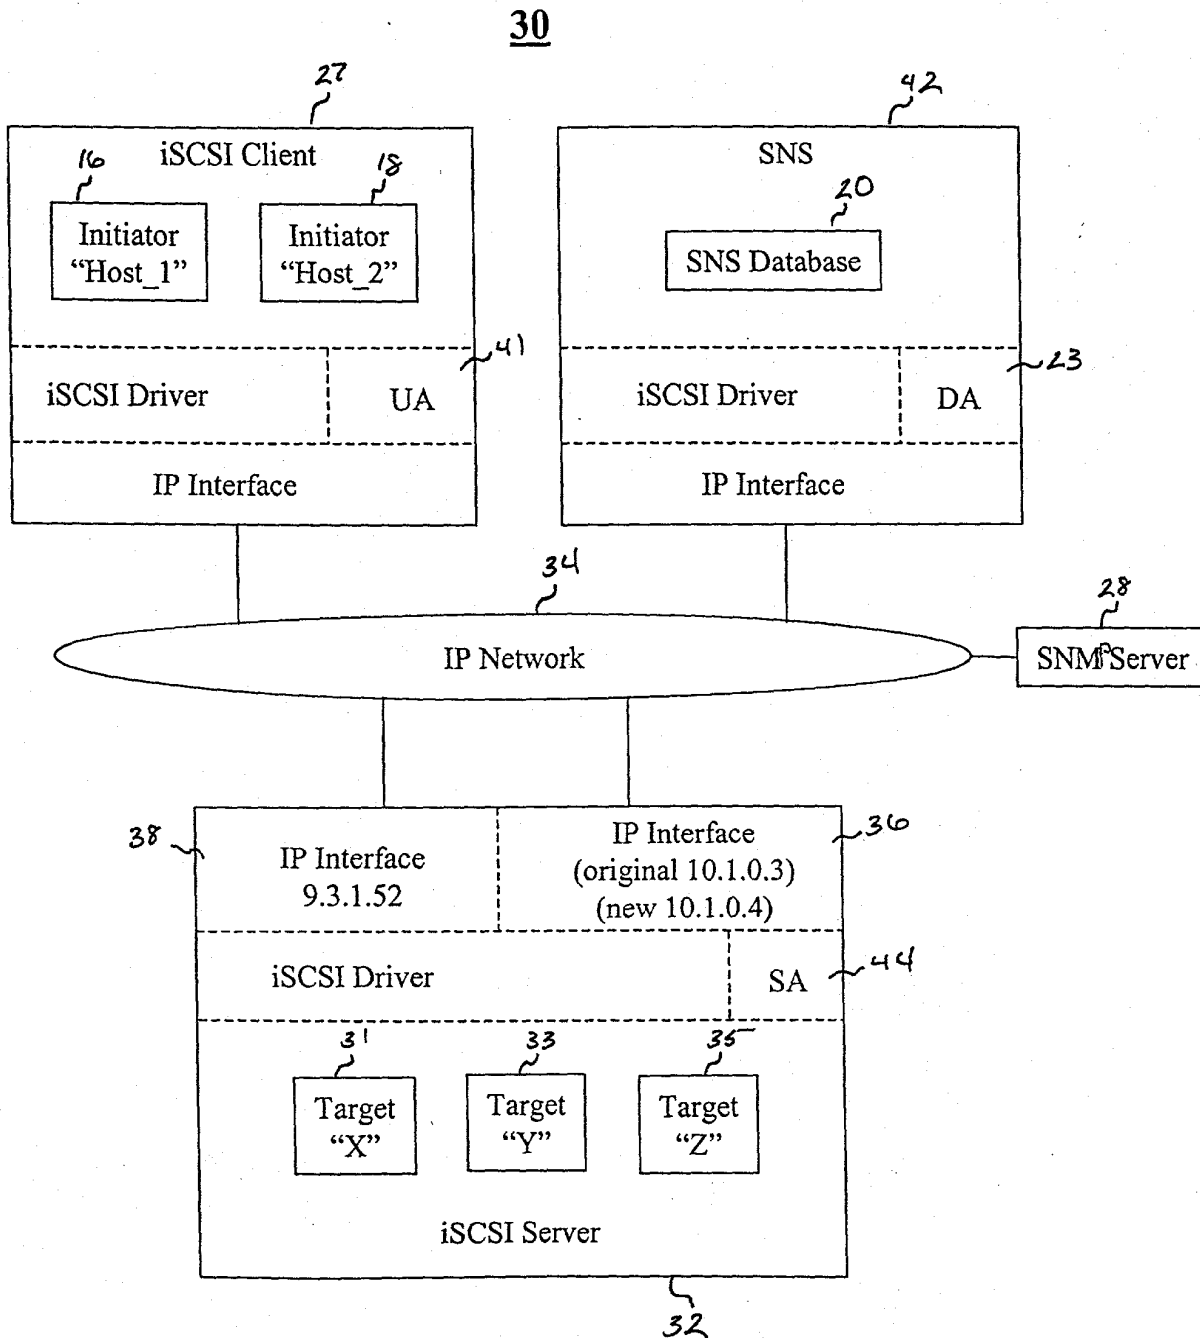 30
27
iSCSI Client
16
18
Initiator
“Host_1”
Initiator
“Host_2”
41
iSCSI Driver
UA
IP Interface
42
SNS
20
SNS Database
23
iSCSI Driver
DA
IP Interface
34
IP Network
28
SNMP Server
38
IP Interface
9.3.1.52
36
IP Interface
(original 10.1.0.3)
(new 10.1.0.4)
iSCSI Driver
SA
44
31
33
35
Target
“X”
Target
“Y”
Target
“Z”
iSCSI Server
32